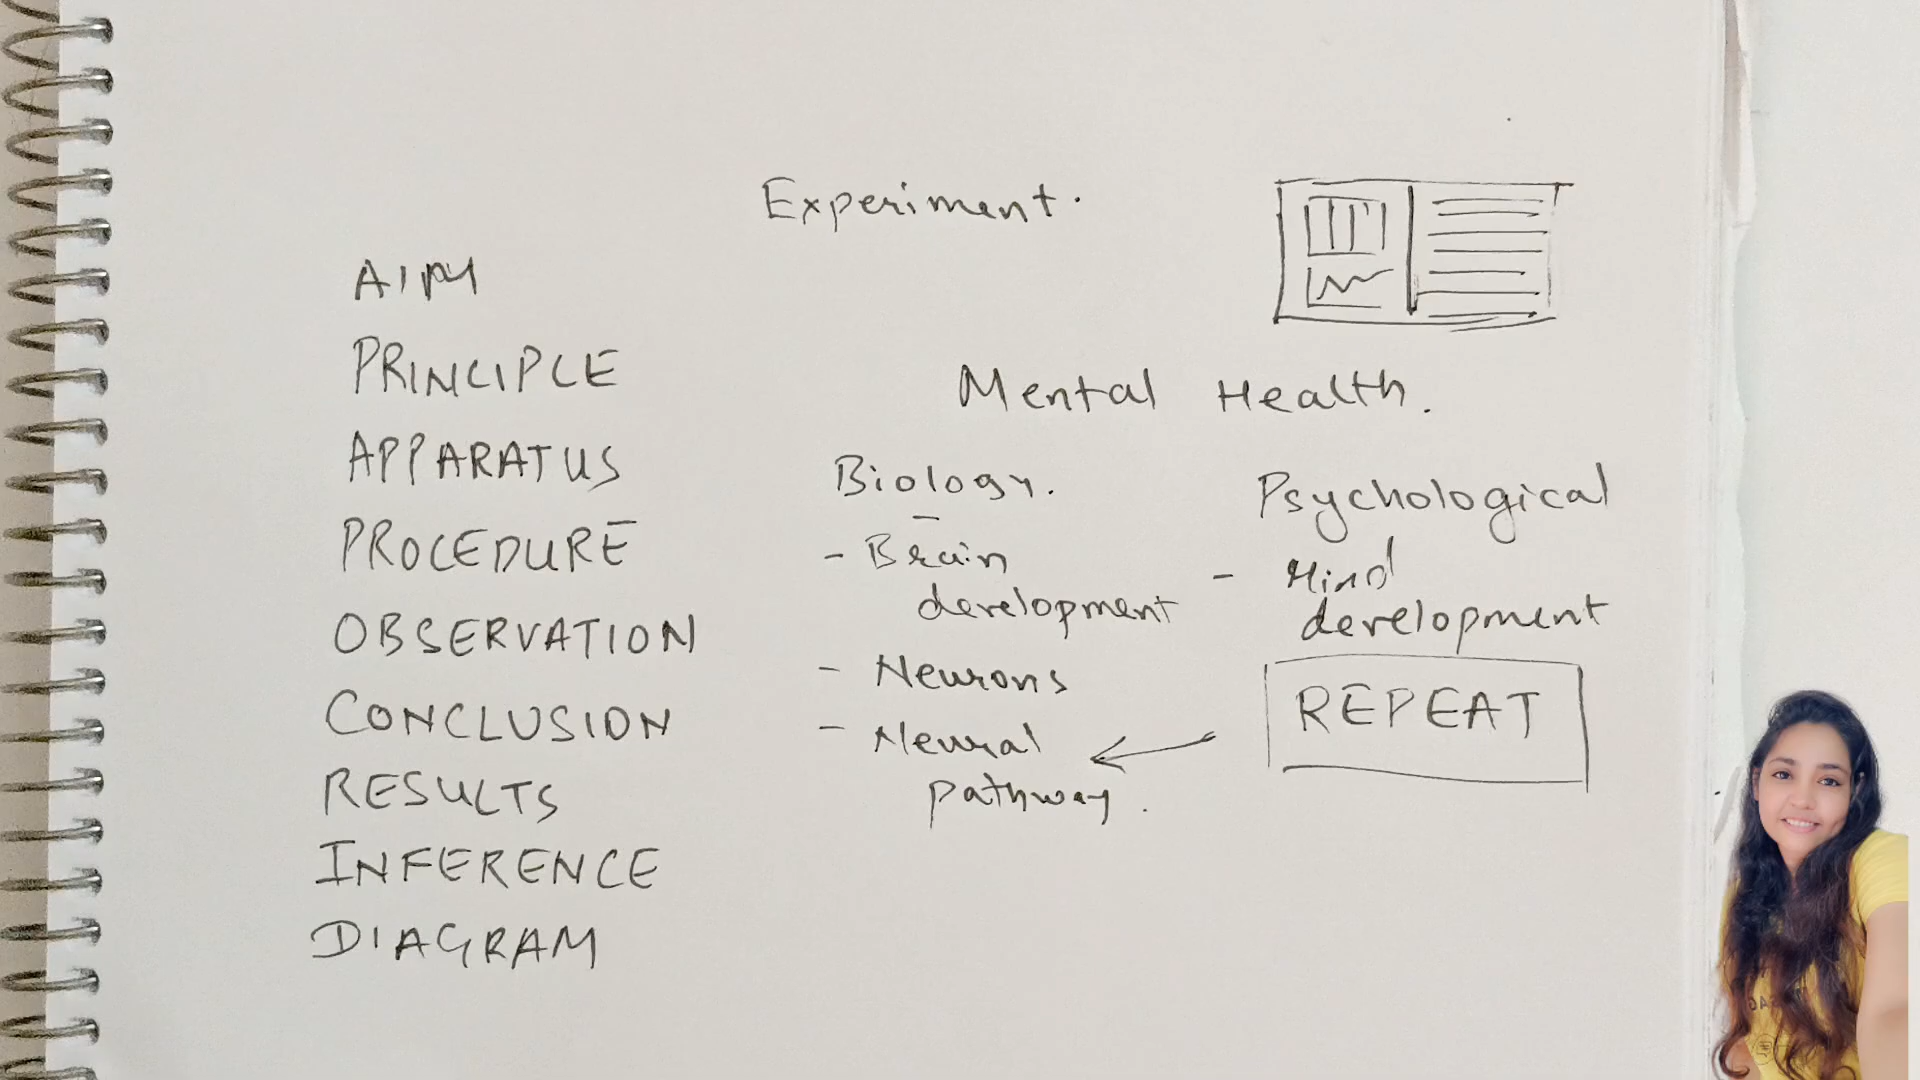 Experiment.
AIM
PRINCIPLE
APPARATUS
PROCEDURE
OBSERVATION
CONCLUSION
RESULTS
INFERENCE
DIAGRAM
Mental Health.
Biology.
- Brain
development
- Neurons
- Neural
pathway.
Psychological
- Mind
development
REPEAT